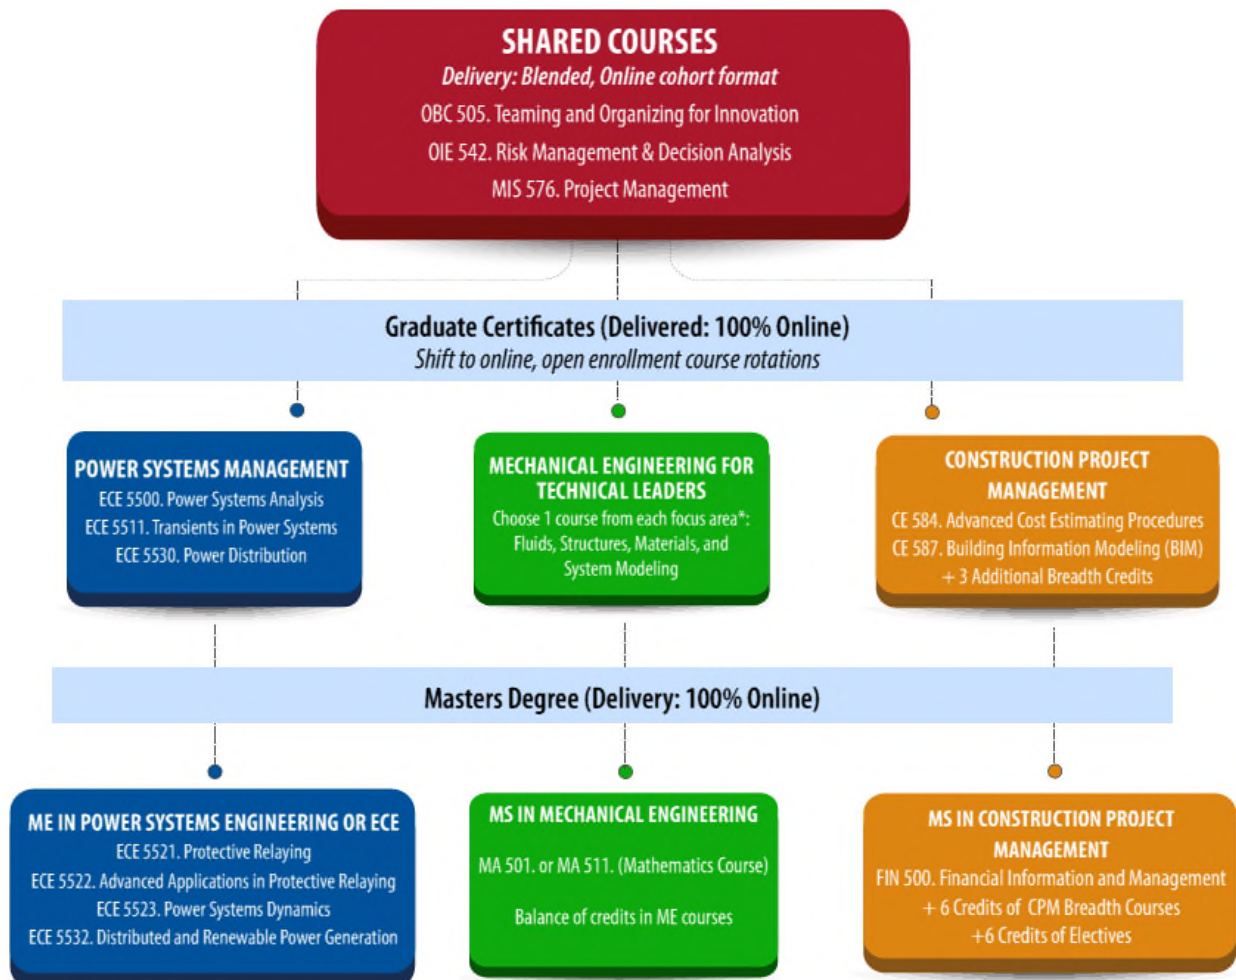 SHARED COURSES
Delivery: Blended, Online cohort format
OBC 505. Teaming and Organizing for Innovation
OIE 542. Risk Management & Decision Analysis
MIS 576. Project Management
Graduate Certificates (Delivered: 100% Online)
Shift to online, open enrollment course rotations
POWER SYSTEMS MANAGEMENT
ECE 5500. Power Systems Analysis
ECE 5511. Transients in Power Systems
ECE 5530. Power Distribution
MECHANICAL ENGINEERING FOR
TECHNICAL LEADERS
Choose 1 course from each focus area*:
Fluids, Structures, Materials, and
System Modeling
CONSTRUCTION PROJECT
MANAGEMENT
CE 584. Advanced Cost Estimating Procedures
CE 587. Building Information Modeling (BIM)
+ 3 Additional Breadth Credits
Masters Degree (Delivery: 100% Online)
ME IN POWER SYSTEMS ENGINEERING OR ECE
ECE 5521. Protective Relaying
ECE 5522. Advanced Applications in Protective Relaying
ECE 5523. Power Systems Dynamics
ECE 5532. Distributed and Renewable Power Generation
MS IN MECHANICAL ENGINEERING
MA 501. or MA 511. (Mathematics Course)
Balance of credits in ME courses
MS IN CONSTRUCTION PROJECT
MANAGEMENT
FIN 500. Financial Information and Management
+ 6 Credits of CPM Breadth Courses
+6 Credits of Electives